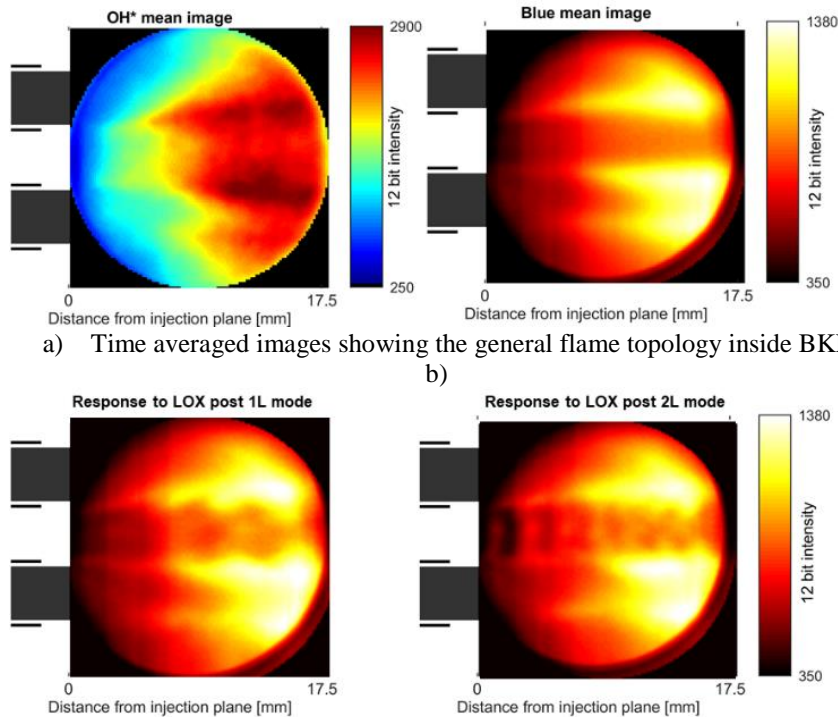 OH* mean image
2900
12 bit intensity
250
0
17.5
Distance from injection plane [mm]
Blue mean image
1380
12 bit intensity
350
0
17.5
Distance from injection plane [mm]
a) Time averaged images showing the general flame topology inside BK
b)
Response to LOX post 1L mode
0
17.5
Distance from injection plane [mm]
Response to LOX post 2L mode
1380
12 bit intensity
350
0
17.5
Distance from injection plane [mm]